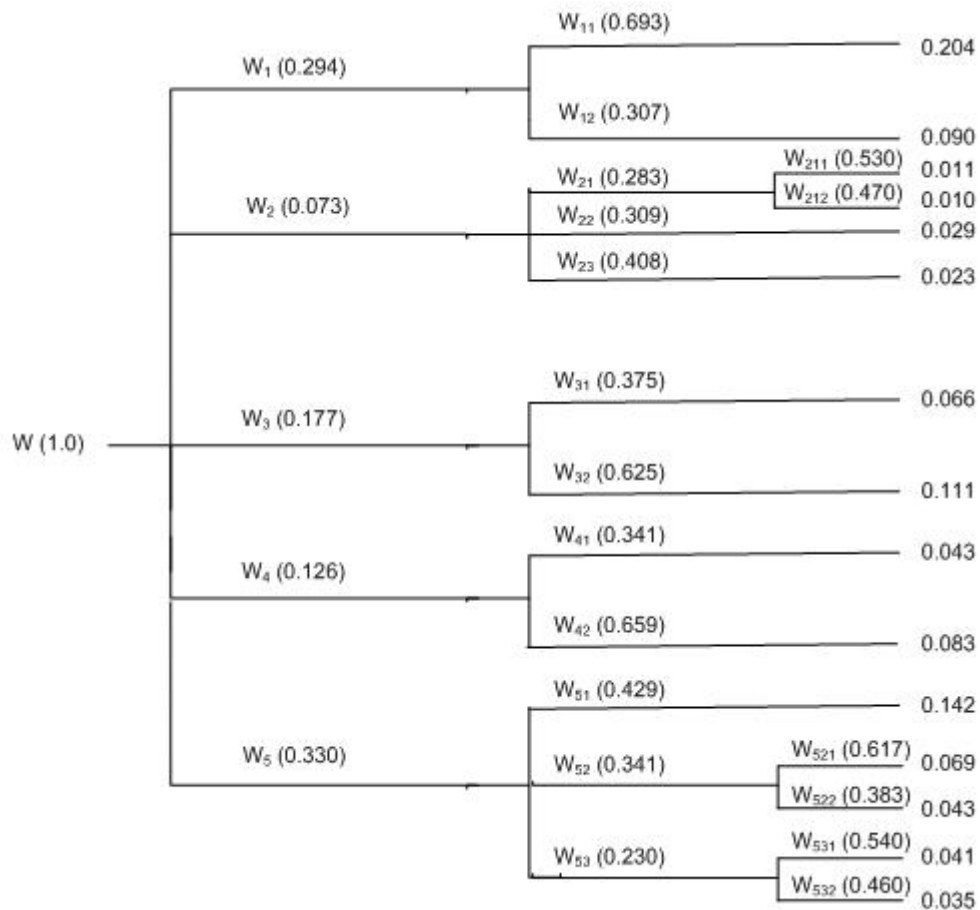 W₁₁ (0.693)
0.204
W₁ (0.294)
W₁₂ (0.307)
0.090
W₂₁₁ (0.530)
0.011
W₂₁ (0.283)
W₂₁₂ (0.470)
0.010
W₂ (0.073)
W₂₂ (0.309)
0.029
W₂₃ (0.408)
0.023
W₃₁ (0.375)
0.066
W₃ (0.177)
W (1.0)
W₃₂ (0.625)
0.111
W₄₁ (0.341)
0.043
W₄ (0.126)
W₄₂ (0.659)
0.083
W₅₁ (0.429)
0.142
W₅ (0.330)
W₅₂ (0.341)
W₅₂₁ (0.617)
0.069
W₅₂₂ (0.383)
0.043
W₅₃ (0.230)
W₅₃₁ (0.540)
0.041
W₅₃₂ (0.460)
0.035